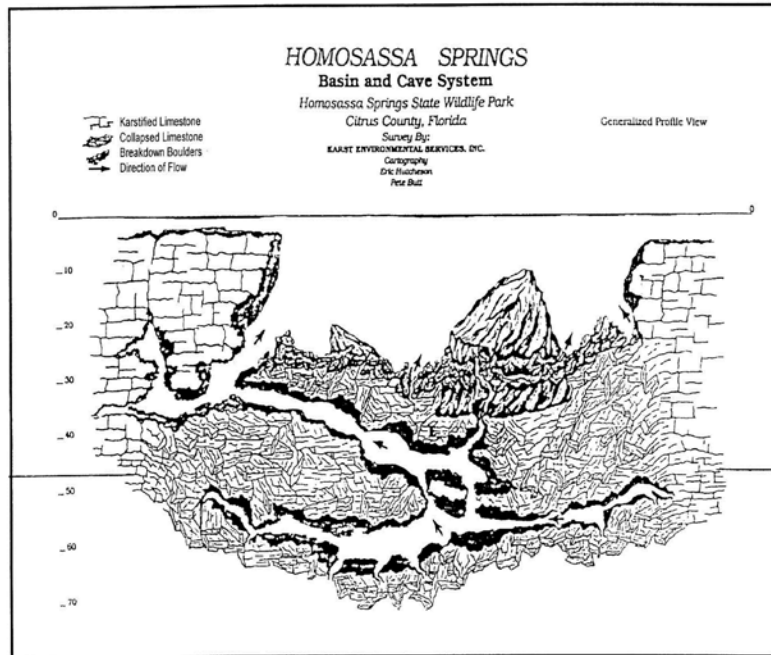 HOMOSASSA SPRINGS
Basin and Cave System
Homosassa Springs State Wildlife Park
Citrus County, Florida
Survey By:
KARST ENVIRONMENTAL SERVICES, INC.
Cartography
Eric Hutcheson
Pete Butt
Karstified Limestone
Collapsed Limestone
Breakdown Boulders
Direction of Flow
Generalized Profile View
0
0
10
20
30
40
50
60
70